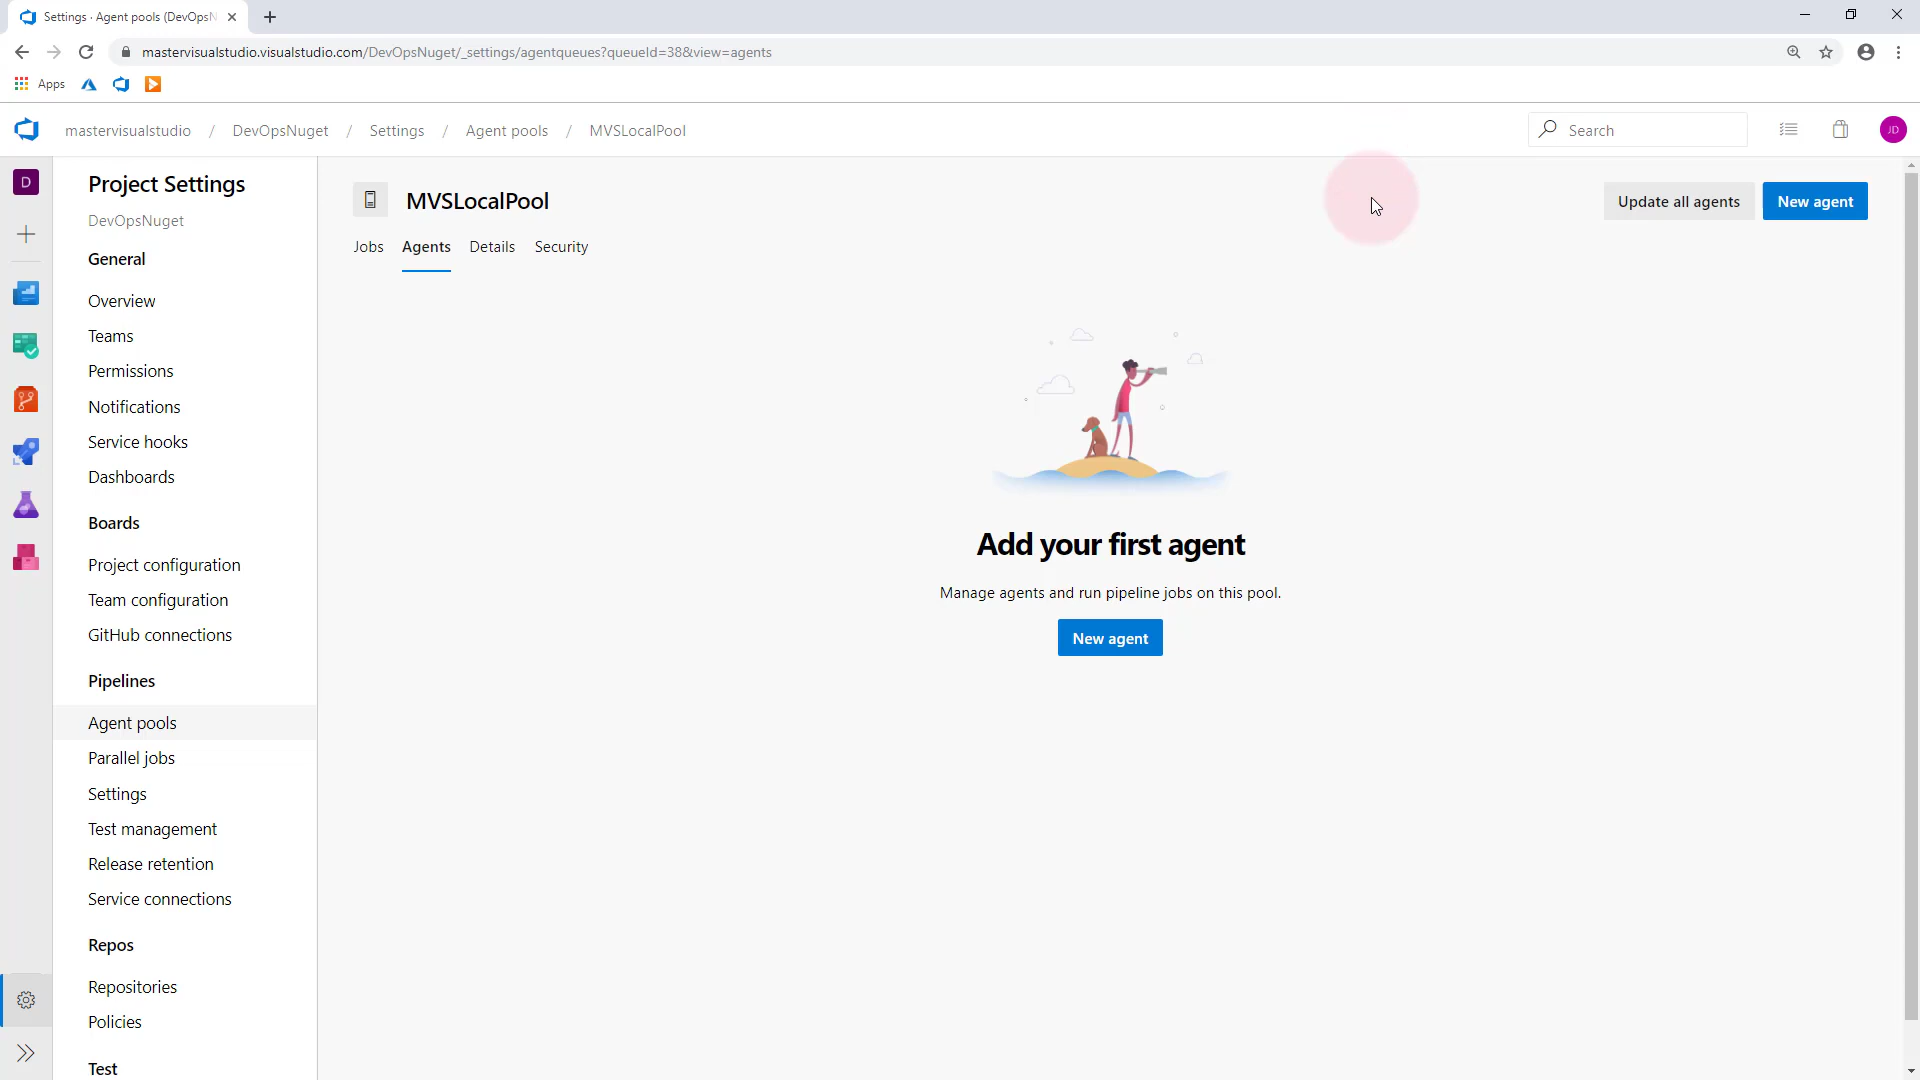 Settings · Agent pools (DevOpsN
mastervisualstudio.visualstudio.com/DevOpsNuget/_settings/agentqueues?queueId=38&view=agents
Apps
mastervisualstudio / DevOpsNuget / Settings / Agent pools / MVSLocalPool
Search
JD
D
Project Settings
DevOpsNuget
General
Overview
Teams
Permissions
Notifications
Service hooks
Dashboards
Boards
Project configuration
Team configuration
GitHub connections
Pipelines
Agent pools
Parallel jobs
Settings
Test management
Release retention
Service connections
Repos
Repositories
Policies
Test
MVSLocalPool
Update all agents
New agent
Jobs Agents Details Security
Add your first agent
Manage agents and run pipeline jobs on this pool.
New agent